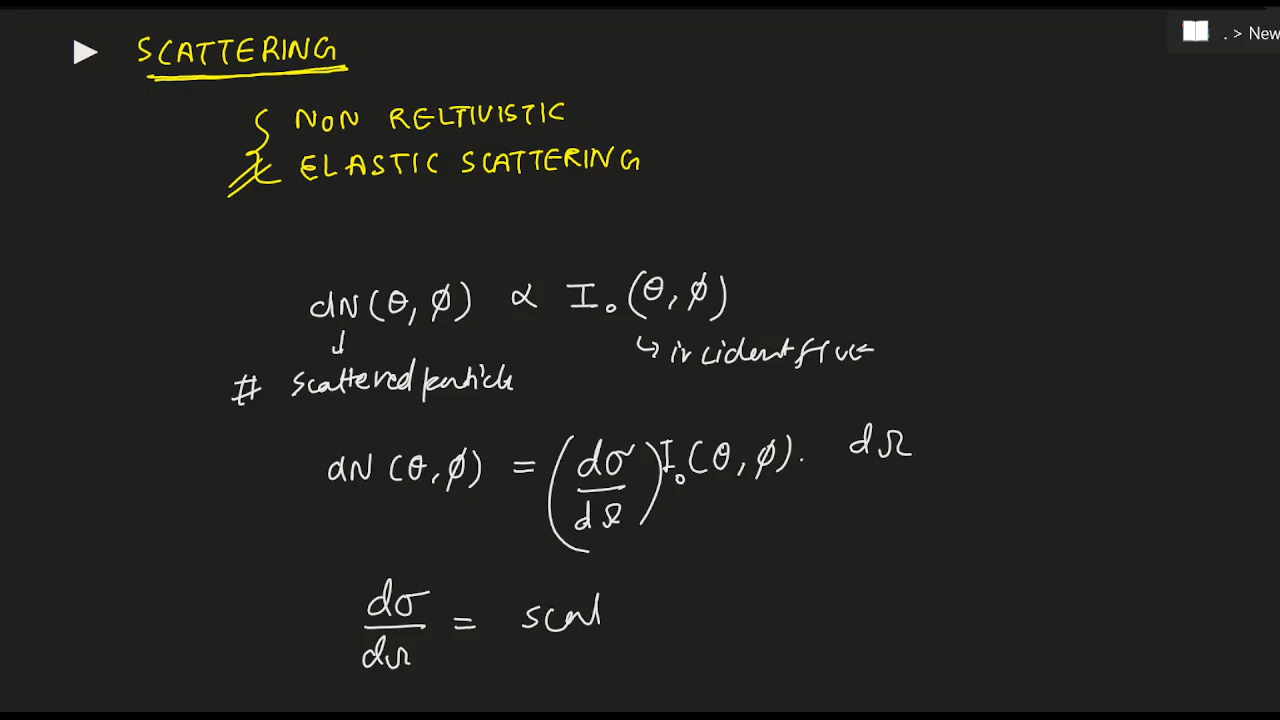 . > New
▶ SCATTERING
NON RELTIVISTIC
ELASTIC SCATTERING
dN(θ,φ) ∝ I₀(θ,φ)
↓ ↳ incident flux
# scattered particle
dN(θ,φ) = (dσ/dΩ) I₀(θ,φ). dΩ
dσ/dΩ = scat